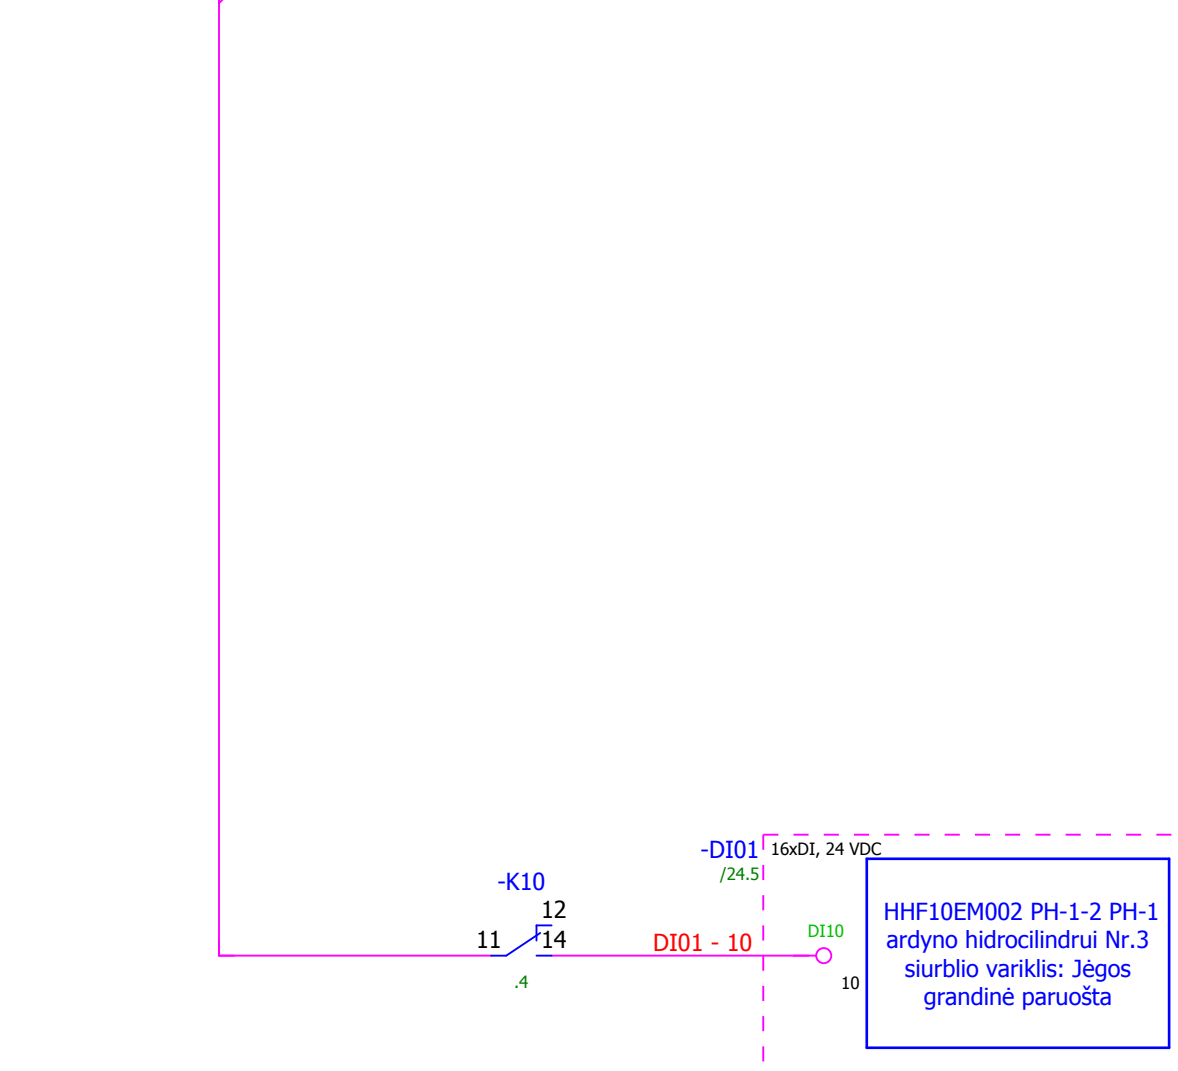 -DI01
16xDI, 24 VDC
/24.5
-K10
12
11
14
.4
DI01 - 10
DI10
10
HHF10EM002 PH-1-2 PH-1
ardyno hidrocilindrui Nr.3
siurblio variklis: Jėgos
grandinė paruošta